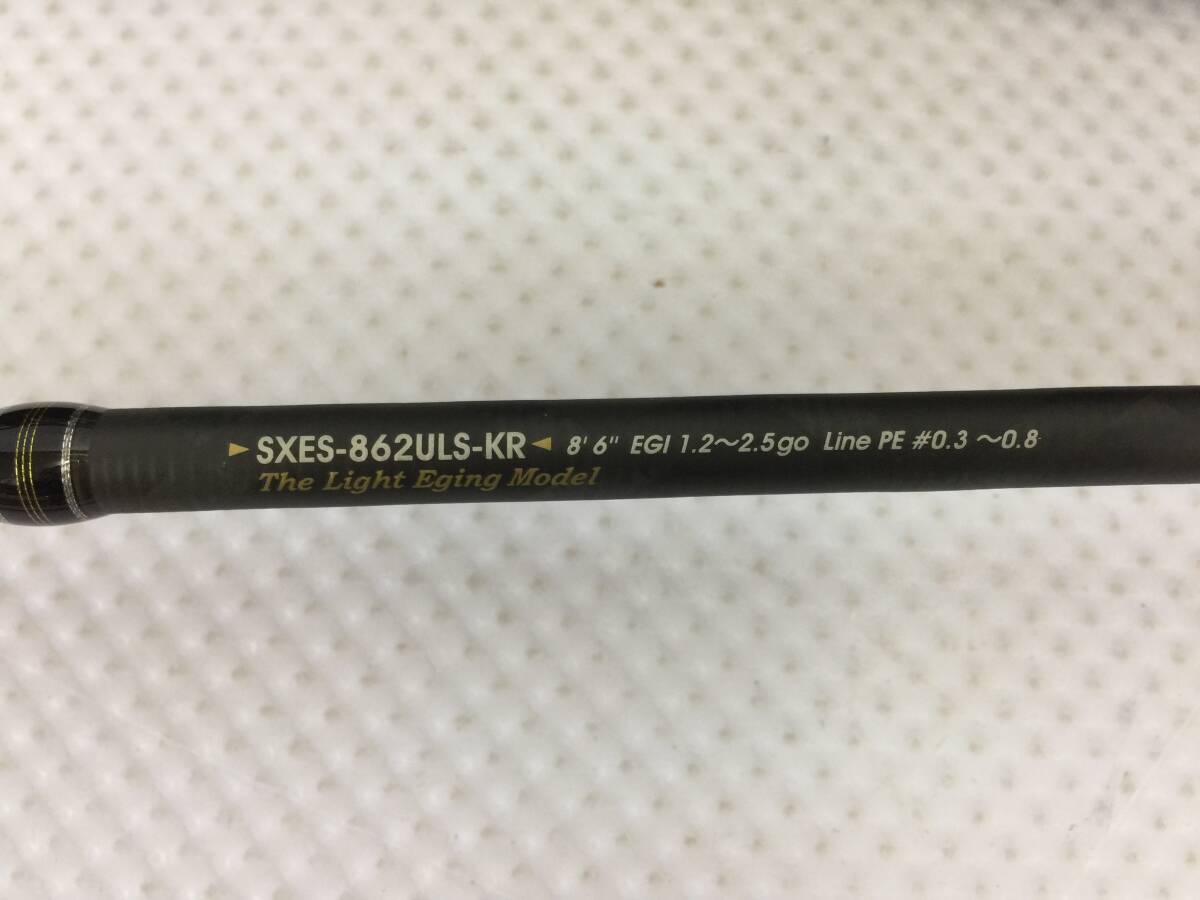 SXES-862ULS-KR 8' 6" EGI 1.2～2.5go Line PE #0.3 ～0.8
The Light Eging Model